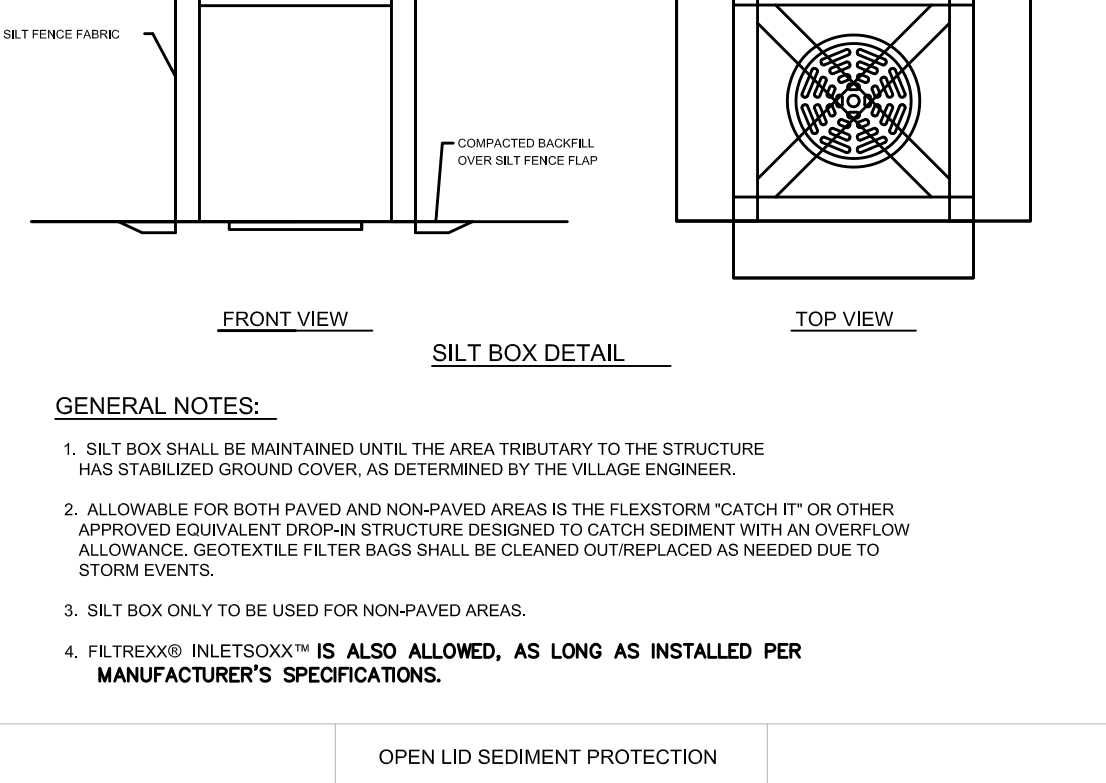 SILT FENCE FABRIC
COMPACTED BACKFILL
OVER SILT FENCE FLAP
FRONT VIEW
TOP VIEW
SILT BOX DETAIL
GENERAL NOTES:
1. SILT BOX SHALL BE MAINTAINED UNTIL THE AREA TRIBUTARY TO THE STRUCTURE
HAS STABILIZED GROUND COVER, AS DETERMINED BY THE VILLAGE ENGINEER.
2. ALLOWABLE FOR BOTH PAVED AND NON-PAVED AREAS IS THE FLEXSTORM "CATCH IT" OR OTHER
APPROVED EQUIVALENT DROP-IN STRUCTURE DESIGNED TO CATCH SEDIMENT WITH AN OVERFLOW
ALLOWANCE. GEOTEXTILE FILTER BAGS SHALL BE CLEANED OUT/REPLACED AS NEEDED DUE TO
STORM EVENTS.
3. SILT BOX ONLY TO BE USED FOR NON-PAVED AREAS.
4. FILTREXX® INLETSOXX™ IS ALSO ALLOWED, AS LONG AS INSTALLED PER
MANUFACTURER'S SPECIFICATIONS.
OPEN LID SEDIMENT PROTECTION